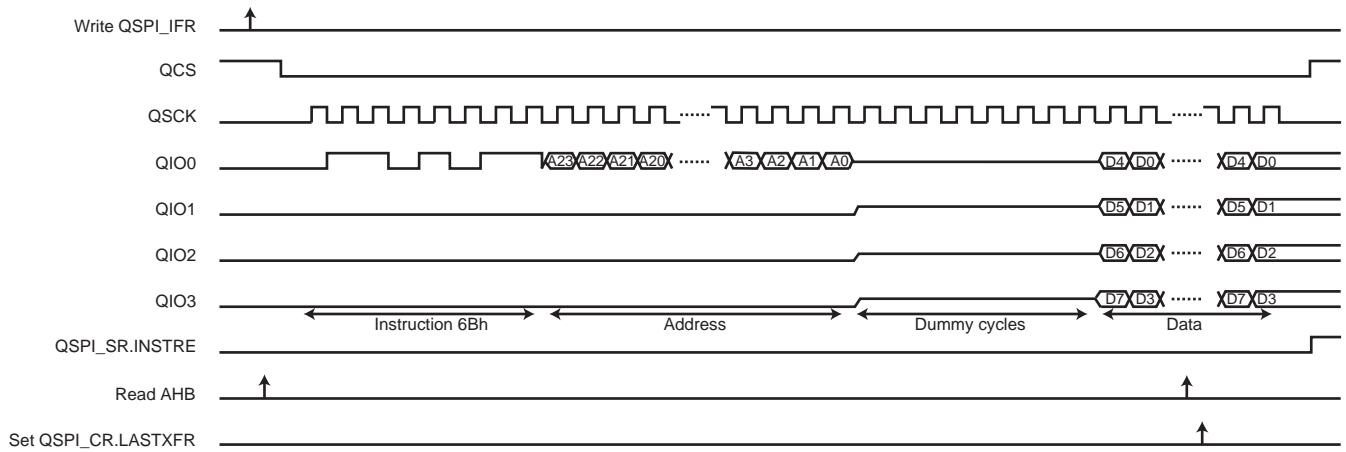 Write QSPI_IFR
QCS
QSCK
QIO0 A23 A22 A21 A20 ...... A3 A2 A1 A0 D4 D0 ...... D4 D0
QIO1 D5 D1 ...... D5 D1
QIO2 D6 D2 ...... D6 D2
QIO3 D7 D3 ...... D7 D3
Instruction 6Bh Address Dummy cycles Data
QSPI_SR.INSTRE
Read AHB
Set QSPI_CR.LASTXFR